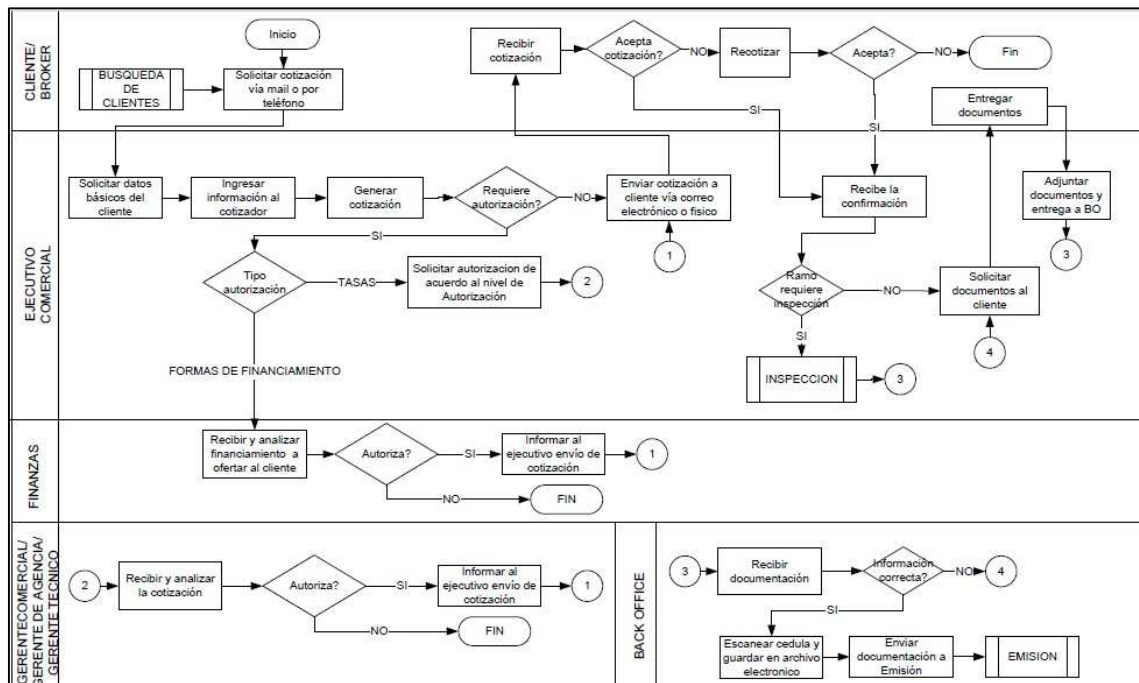 CLIENTE/
BROKER
Inicio
BUSQUEDA
DE
CLIENTES
Solicitar cotización
vía mail o por
teléfono
Recibir
cotización
Acepta
cotización?
NO
Recotizar
Acepta?
NO
Fin
SI
SI
Entregar
documentos
EJECUTIVO
COMERCIAL
Solicitar datos
básicos del
cliente
Ingresar
información al
cotizador
Generar
cotización
Requiere
autorización?
NO
Enviar cotización a
cliente vía correo
electrónico o fisico
1
Recibe la
confirmación
Adjuntar
documentos y
entrega a BO
3
SI
Tipo
autorización
TASAS
Solicitar autorizacion de
acuerdo al nivel de
Autorización
2
Ramo
requiere
inspección
NO
Solicitar
documentos al
cliente
4
SI
INSPECCION
3
FORMAS DE FINANCIAMIENTO
FINANZAS
Recibir y analizar
financiamiento a
ofertar al cliente
Autoriza?
SI
Informar al
ejecutivo envío de
cotización
1
NO
FIN
GERENTECOMERCIAL/
GERENTE DE AGENCIA/
GERENTE TECNICO
2
Recibir y analizar
la cotización
Autoriza?
SI
Informar al
ejecutivo envío de
cotización
1
NO
FIN
BACK OFFICE
3
Recibir
documentación
Información
correcta?
NO
4
SI
Escanear cedula y
guardar en archivo
electronico
Enviar
documentación a
Emisión
EMISION